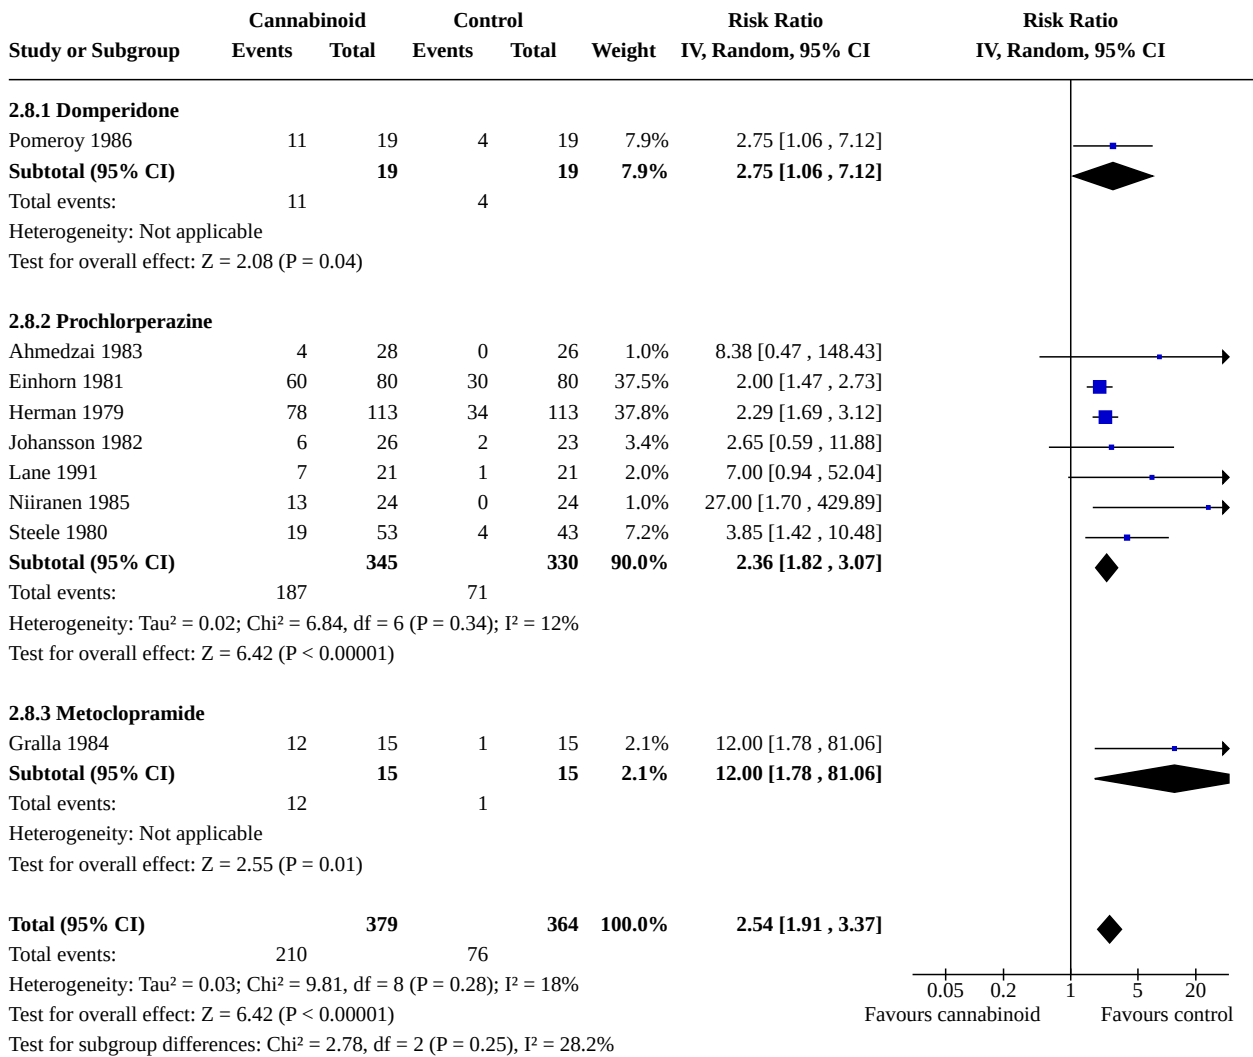 Cannabinoid Control Risk Ratio Risk Ratio
Study or Subgroup Events Total Events Total Weight IV, Random, 95% CI IV, Random, 95% CI
2.8.1 Domperidone
Pomeroy 1986 11 19 4 19 7.9% 2.75 [1.06 , 7.12]
Subtotal (95% CI) 19 19 7.9% 2.75 [1.06 , 7.12]
Total events: 11 4
Heterogeneity: Not applicable
Test for overall effect: Z = 2.08 (P = 0.04)
2.8.2 Prochlorperazine
Ahmedzai 1983 4 28 0 26 1.0% 8.38 [0.47 , 148.43]
Einhorn 1981 60 80 30 80 37.5% 2.00 [1.47 , 2.73]
Herman 1979 78 113 34 113 37.8% 2.29 [1.69 , 3.12]
Johansson 1982 6 26 2 23 3.4% 2.65 [0.59 , 11.88]
Lane 1991 7 21 1 21 2.0% 7.00 [0.94 , 52.04]
Niiranen 1985 13 24 0 24 1.0% 27.00 [1.70 , 429.89]
Steele 1980 19 53 4 43 7.2% 3.85 [1.42 , 10.48]
Subtotal (95% CI) 345 330 90.0% 2.36 [1.82 , 3.07]
Total events: 187 71
Heterogeneity: Tau² = 0.02; Chi² = 6.84, df = 6 (P = 0.34); I² = 12%
Test for overall effect: Z = 6.42 (P < 0.00001)
2.8.3 Metoclopramide
Gralla 1984 12 15 1 15 2.1% 12.00 [1.78 , 81.06]
Subtotal (95% CI) 15 15 2.1% 12.00 [1.78 , 81.06]
Total events: 12 1
Heterogeneity: Not applicable
Test for overall effect: Z = 2.55 (P = 0.01)
Total (95% CI) 379 364 100.0% 2.54 [1.91 , 3.37]
Total events: 210 76
Heterogeneity: Tau² = 0.03; Chi² = 9.81, df = 8 (P = 0.28); I² = 18%
0.05 0.2 1 5 20
Test for overall effect: Z = 6.42 (P < 0.00001)
Favours cannabinoid Favours control
Test for subgroup differences: Chi² = 2.78, df = 2 (P = 0.25), I² = 28.2%